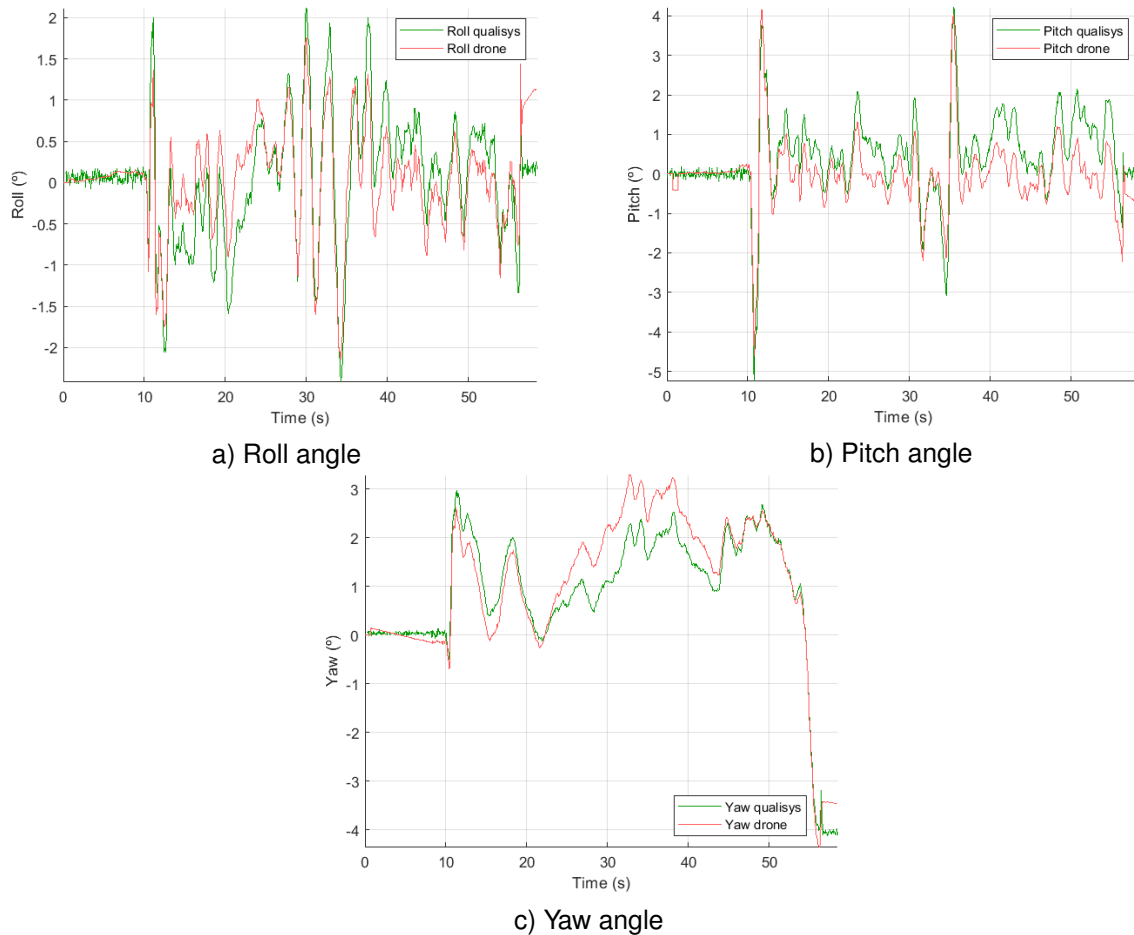 Roll qualisys
Roll drone
2
1.5
1
0.5
0
-0.5
-1
-1.5
-2
Roll (º)
0 10 20 30 40 50
Time (s)
a) Roll angle
Pitch qualisys
Pitch drone
4
3
2
1
0
-1
-2
-3
-4
-5
Pitch (º)
0 10 20 30 40 50
Time (s)
b) Pitch angle
3
2
1
0
-1
-2
-3
-4
Yaw (º)
Yaw qualisys
Yaw drone
0 10 20 30 40 50
Time (s)
c) Yaw angle